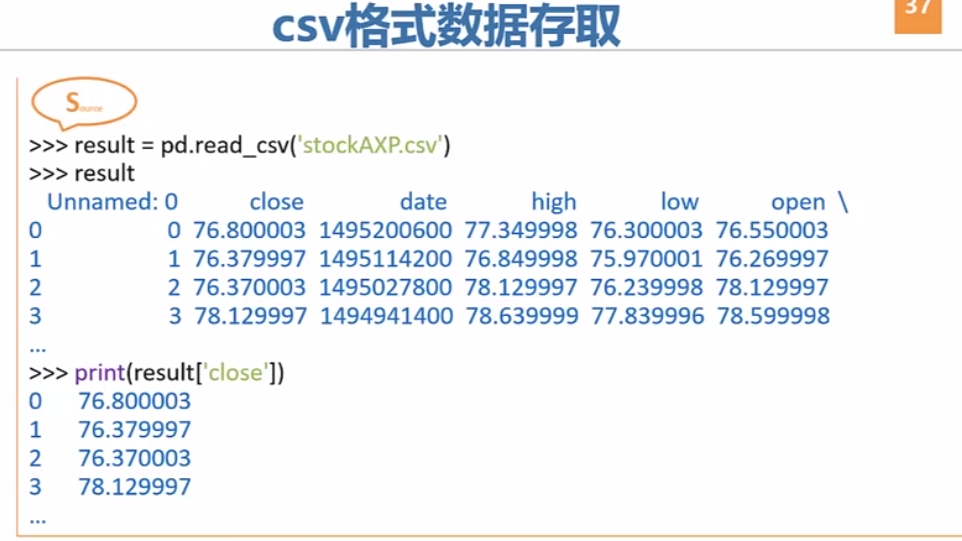 csv格式数据存取
37
Source
>>> result = pd.read_csv('stockAXP.csv')
>>> result
Unnamed: 0 close date high low open \
0 0 76.800003 1495200600 77.349998 76.300003 76.550003
1 1 76.379997 1495114200 76.849998 75.970001 76.269997
2 2 76.370003 1495027800 78.129997 76.239998 78.129997
3 3 78.129997 1494941400 78.639999 77.839996 78.599998
...
>>> print(result['close'])
0 76.800003
1 76.379997
2 76.370003
3 78.129997
...